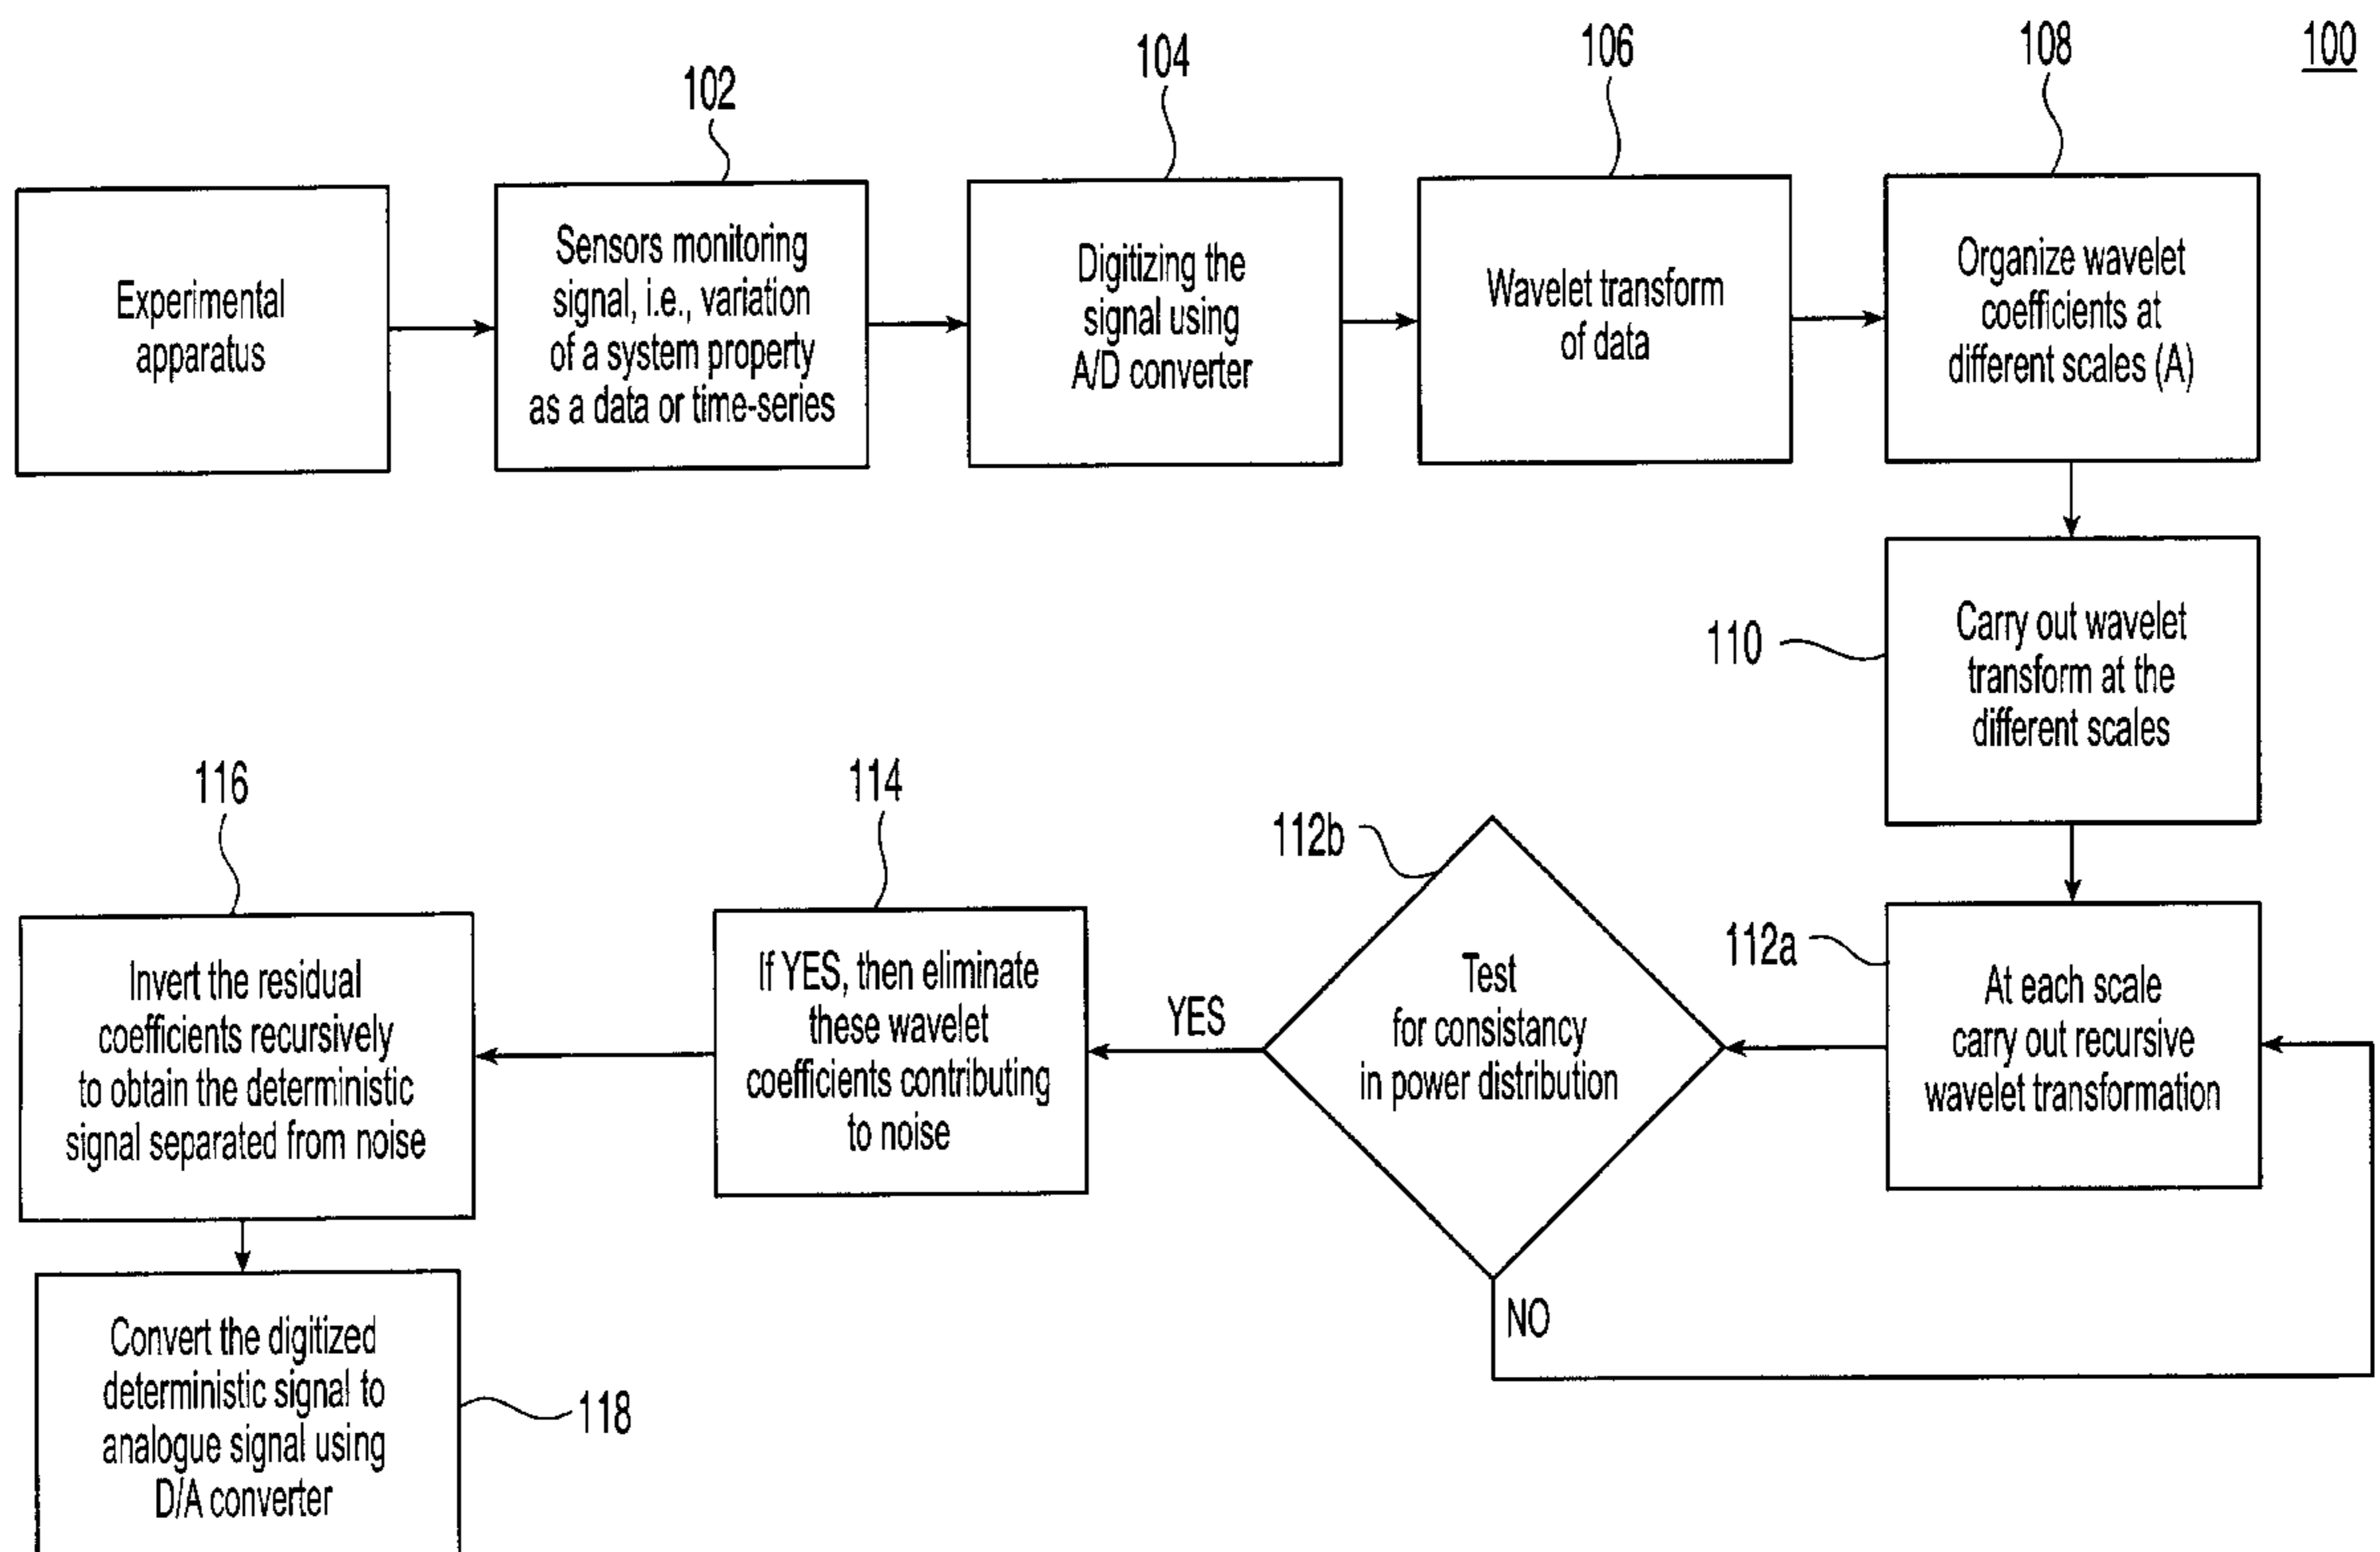 100
102
104
106
108
Experimental
apparatus
Sensors monitoring
signal, i.e., variation
of a system property
as a data or time-series
Digitizing the
signal using
A/D converter
Wavelet transform
of data
Organize wavelet
coefficients at
different scales (A)
110
Carry out wavelet
transform at the
different scales
112a
At each scale
carry out recursive
wavelet transformation
112b
Test
for consistancy
in power distribution
YES
NO
114
If YES, then eliminate
these wavelet
coefficients contributing
to noise
116
Invert the residual
coefficients recursively
to obtain the deterministic
signal separated from noise
Convert the digitized
deterministic signal to
analogue signal using
D/A converter
118